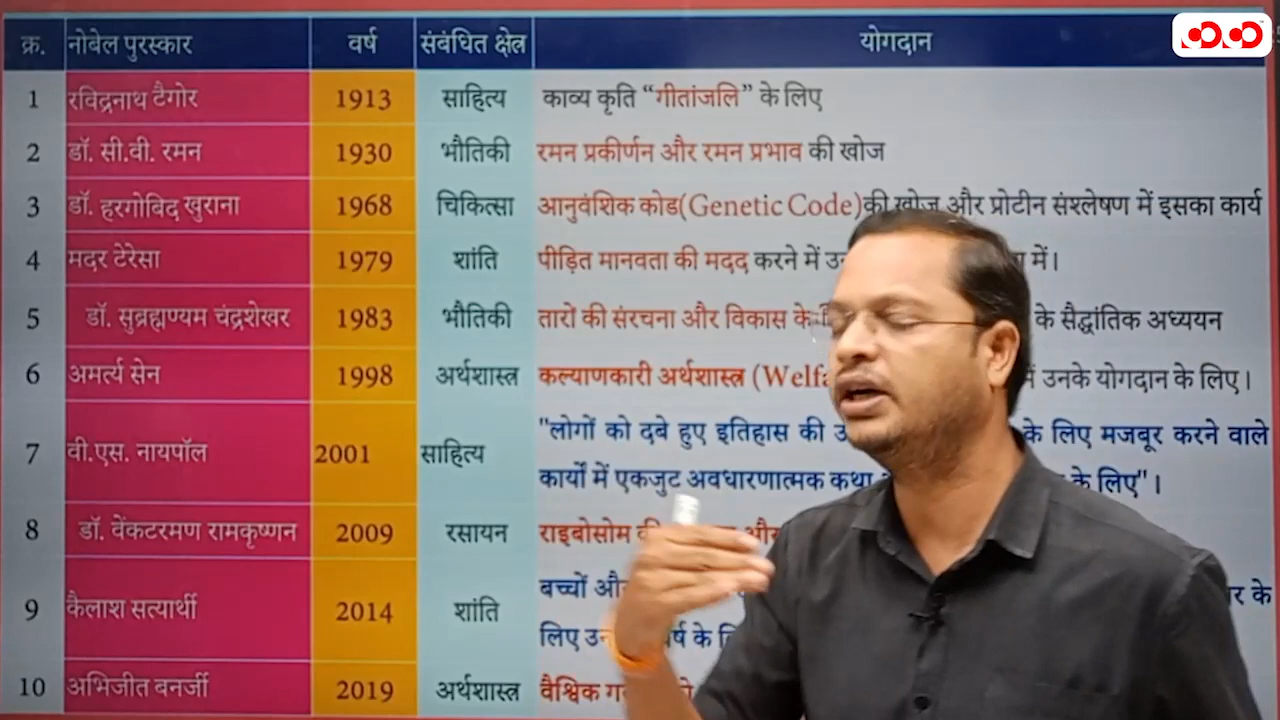 क्र. नोबेल पुरस्कार वर्ष संबंधित क्षेत्र योगदान
1 रविद्रनाथ टैगोर 1913 साहित्य काव्य कृति “गीतांजलि” के लिए
2 डॉ. सी.वी. रमन 1930 भौतिकी रमन प्रकीर्णन और रमन प्रभाव की खोज
3 डॉ. हरगोबिद खुराना 1968 चिकित्सा आनुवंशिक कोड(Genetic Code)की खोज और प्रोटीन संश्लेषण में इसका कार्य
4 मदर टेरेसा 1979 शांति पीड़ित मानवता की मदद करने में में।
5 डॉ. सुब्रह्मण्यम चंद्रशेखर 1983 भौतिकी तारों की संरचना और विकास के के सैद्धांतिक अध्ययन
6 अमर्त्य सेन 1998 अर्थशास्त्र कल्याणकारी अर्थशास्त्र में उनके योगदान के लिए।
7 वी.एस. नायपॉल 2001 साहित्य "लोगों को दबे हुए इतिहास की के लिए मजबूर करने वाले
कार्यों में एकजुट अवधारणात्मक कथा के लिए"।
8 डॉ. वेंकटरमण रामकृष्णन 2009 रसायन राइबोसोम
9 कैलाश सत्यार्थी 2014 शांति बच्चों के
लिए के
10 अभिजीत बनर्जी 2019 अर्थशास्त्र वैश्विक